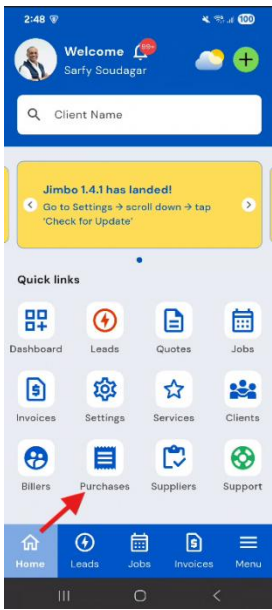 2:48
100
Welcome
99+
Sarfy Soudagar
Client Name
Jimbo 1.4.1 has landed!
Go to Settings → scroll down → tap
'Check for Update'
Quick links
Dashboard Leads Quotes Jobs
Invoices Settings Services Clients
Billers Purchases Suppliers Support
Home Leads Jobs Invoices Menu